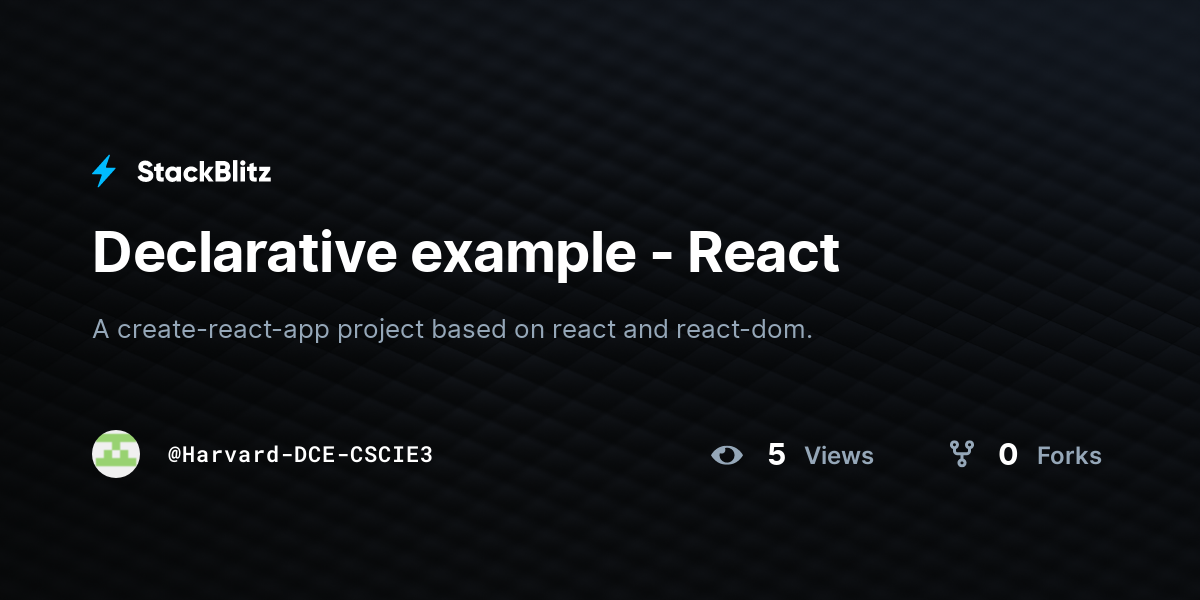 StackBlitz
Declarative example - React
A create-react-app project based on react and react-dom.
@Harvard-DCE-CSCIE3
5 Views
0 Forks